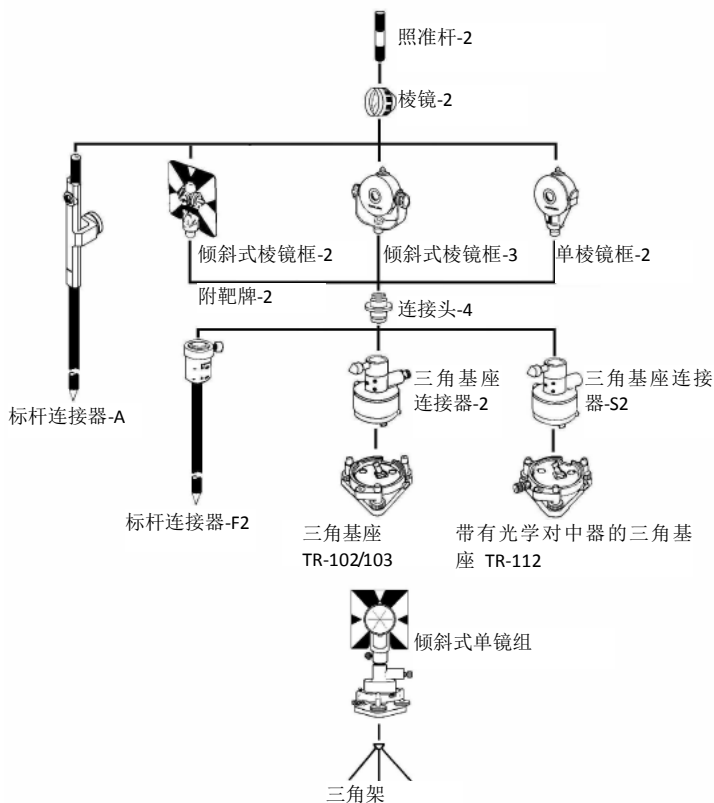 照准杆-2
棱镜-2
倾斜式棱镜框-2
倾斜式棱镜框-3
单棱镜框-2
附靶牌-2
连接头-4
三角基座
连接器-2
三角基座连接
器-S2
标杆连接器-A
标杆连接器-F2
三角基座
TR-102/103
带有光学对中器的三角基
座 TR-112
倾斜式单镜组
三角架